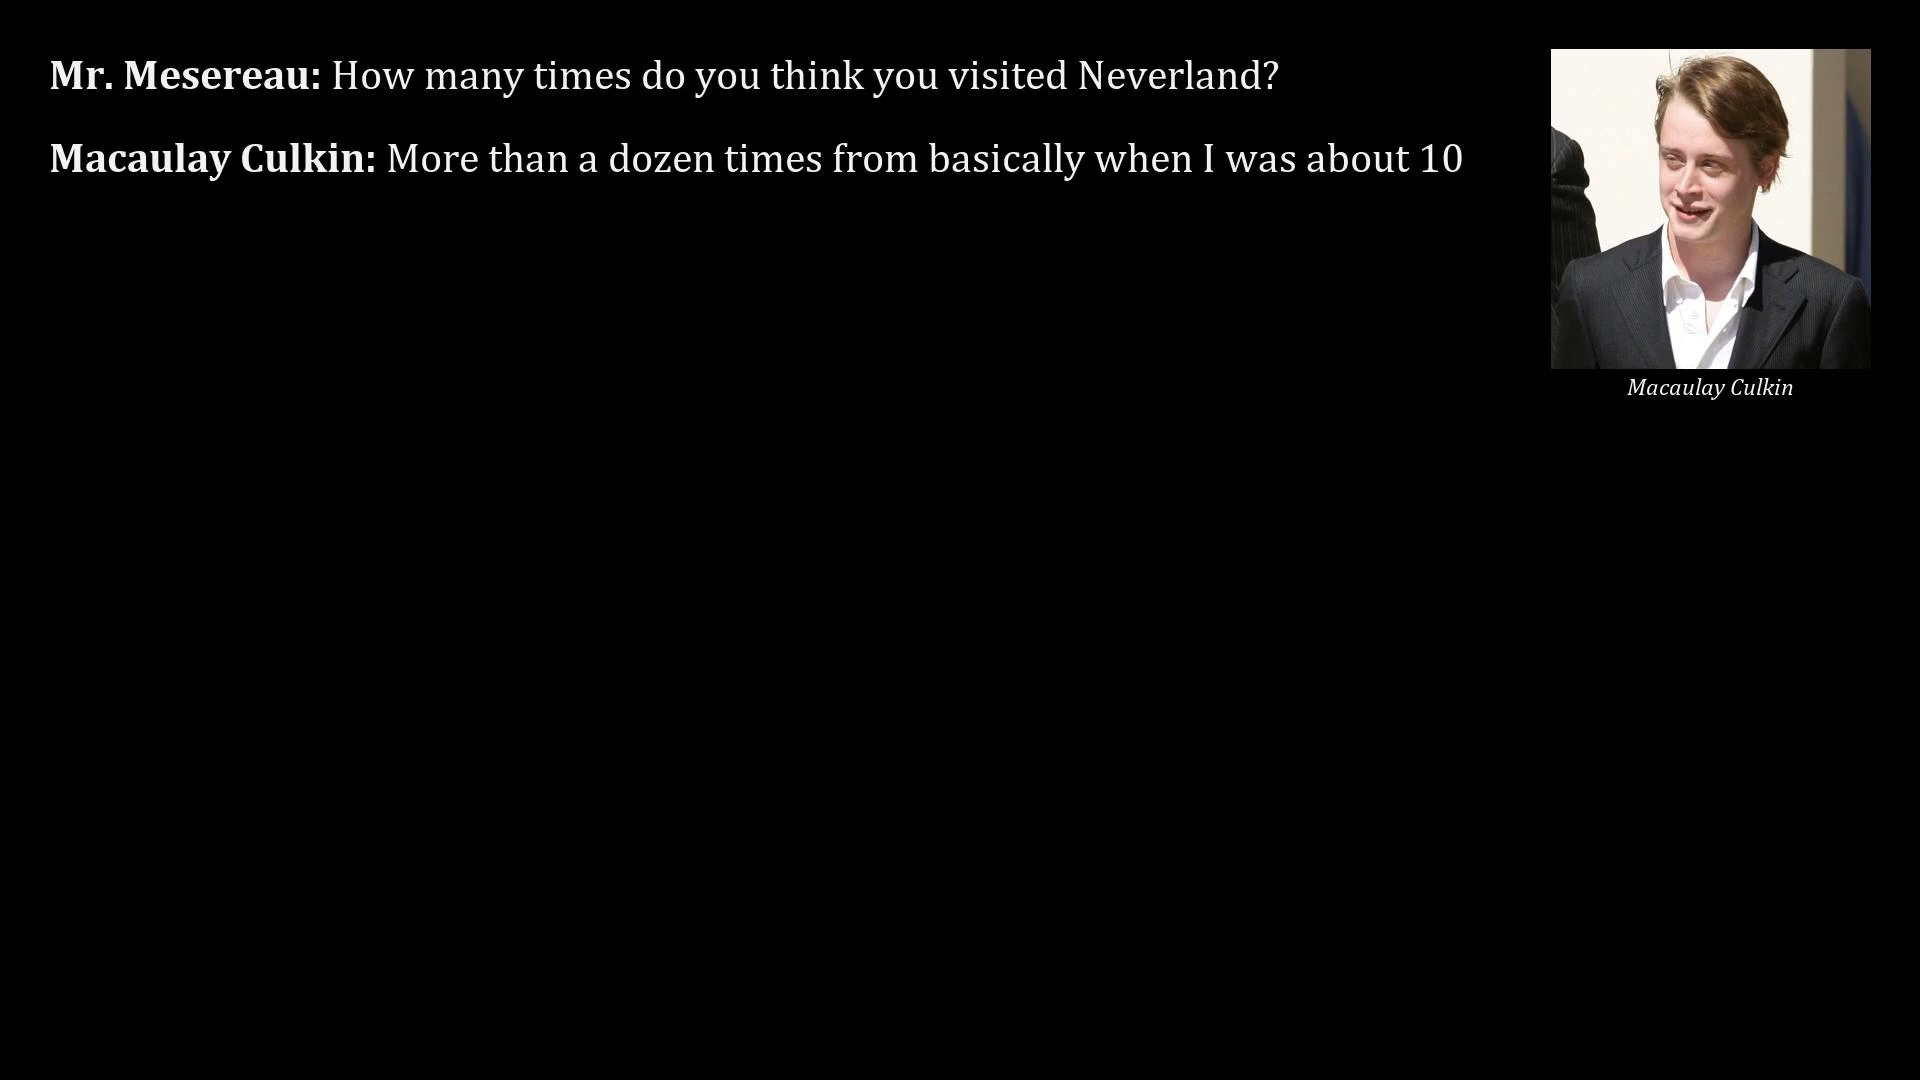 Mr. Mesereau: How many times do you think you visited Neverland?
Macaulay Culkin: More than a dozen times from basically when I was about 10
Macaulay Culkin